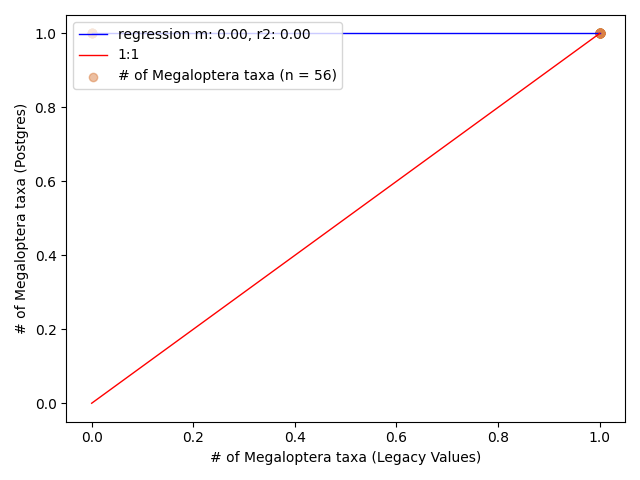 regression m: 0.00, r2: 0.00
1:1
# of Megaloptera taxa (n = 56)
1.0
0.8
0.6
0.4
0.2
0.0
# of Megaloptera taxa (Postgres)
0.0 0.2 0.4 0.6 0.8 1.0
# of Megaloptera taxa (Legacy Values)